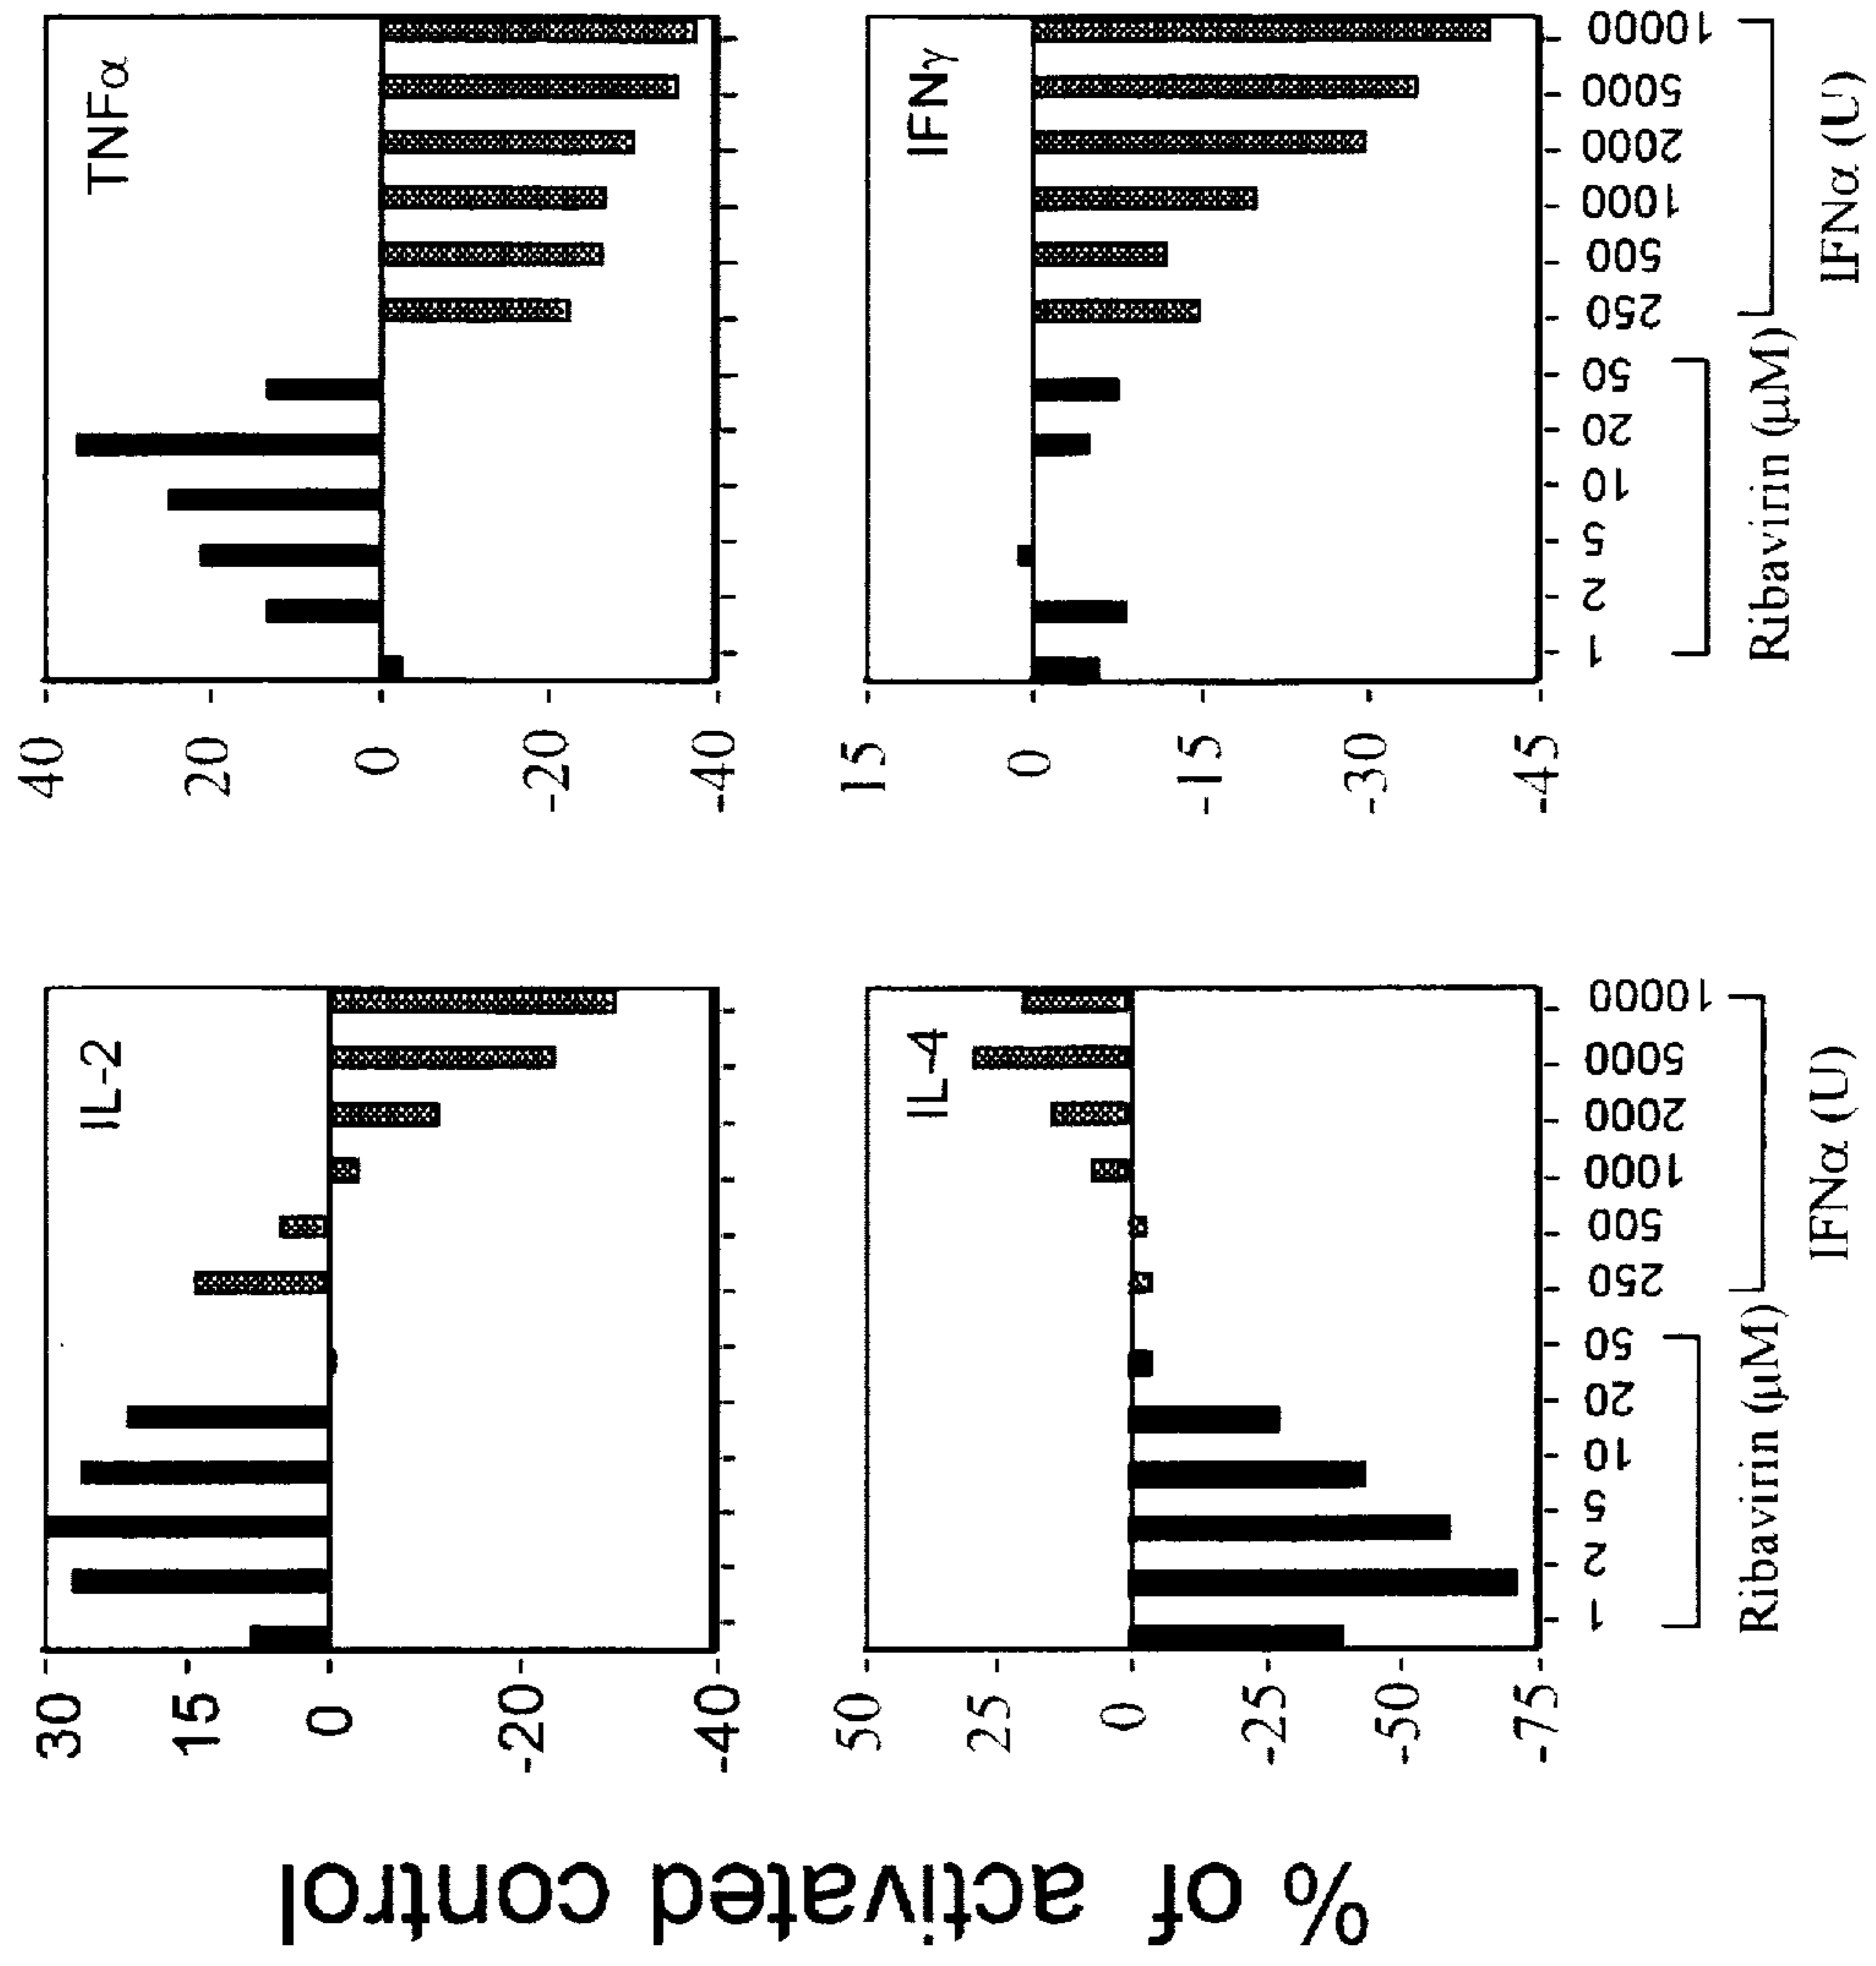 % of activated control
IL-2
30
15
0
-20
-40
TNFα
40
20
0
-20
-40
IL-4
50
25
0
-25
-50
-75
1 2 5 10 20 50 250 500 1000 2000 5000 10000
Ribavirin (μM)
IFNα (U)
IFNγ
15
0
-15
-30
-45
1 2 5 10 20 50 250 500 1000 2000 5000 10000
Ribavirin (μM)
IFNα (U)